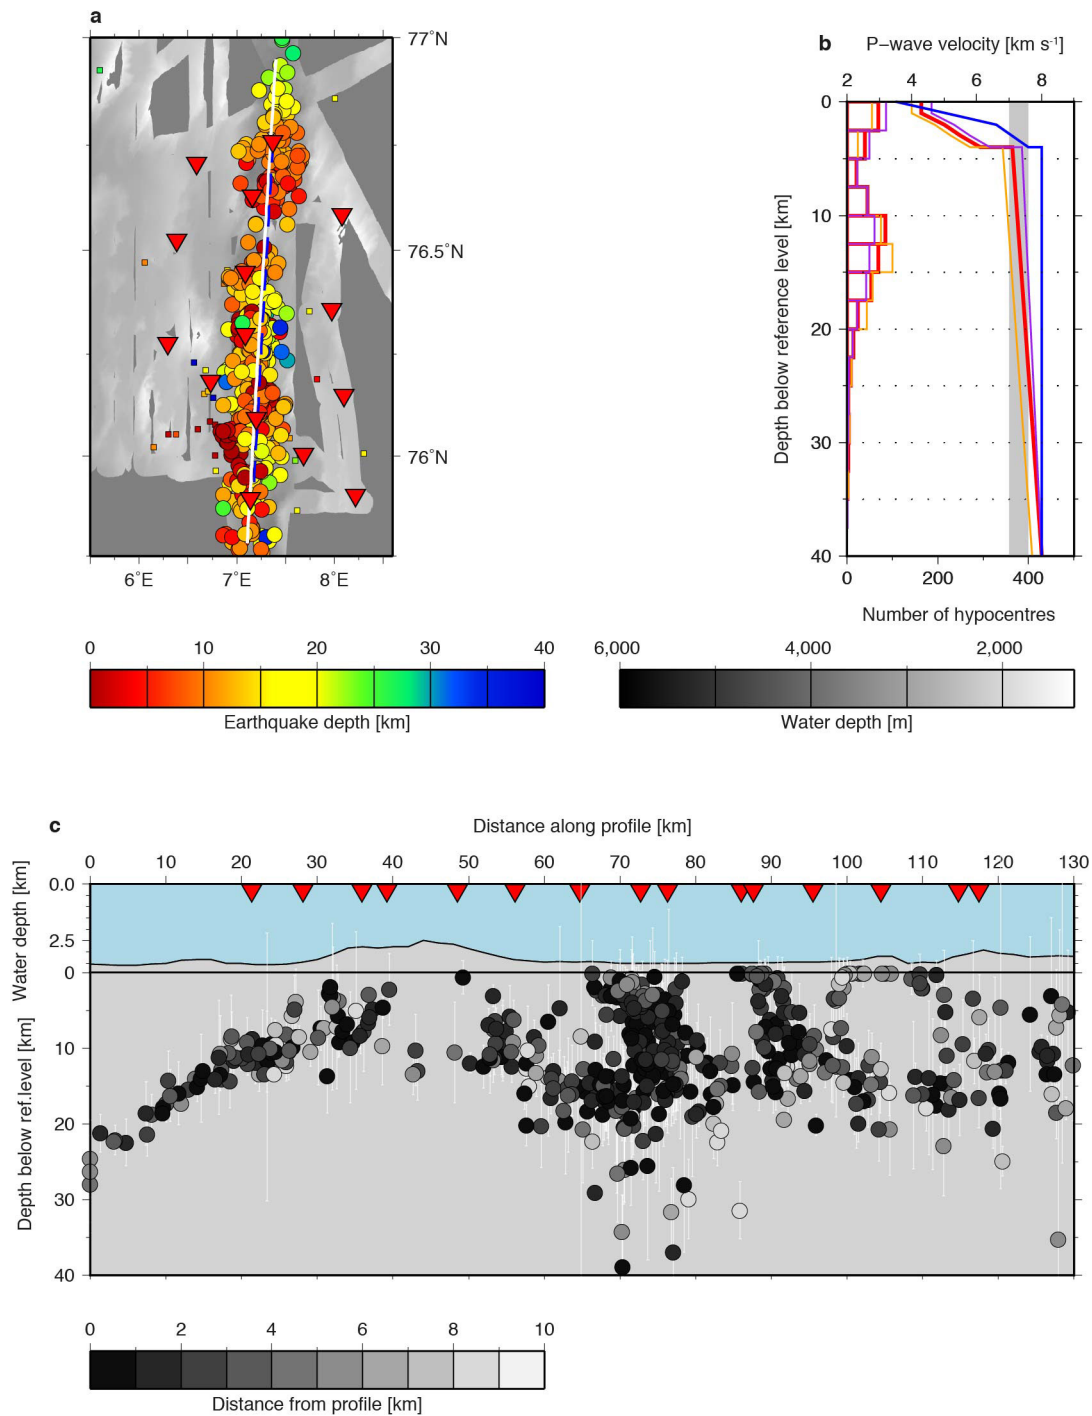 a
77˚N
76.5˚N
76˚N
6˚E 7˚E 8˚E
b P−wave velocity [km s-1]
2 4 6 8
0
10
20
30
40
Depth below reference level [km]
0 200 400
Number of hypocentres
0 10 20 30 40
Earthquake depth [km]
6,000 4,000 2,000
Water depth [m]
c Distance along profile [km]
0 10 20 30 40 50 60 70 80 90 100 110 120 130
0.0
2.5
Water depth [km]
0
10
20
30
40
Depth below ref.level [km]
0 2 4 6 8 10
Distance from profile [km]